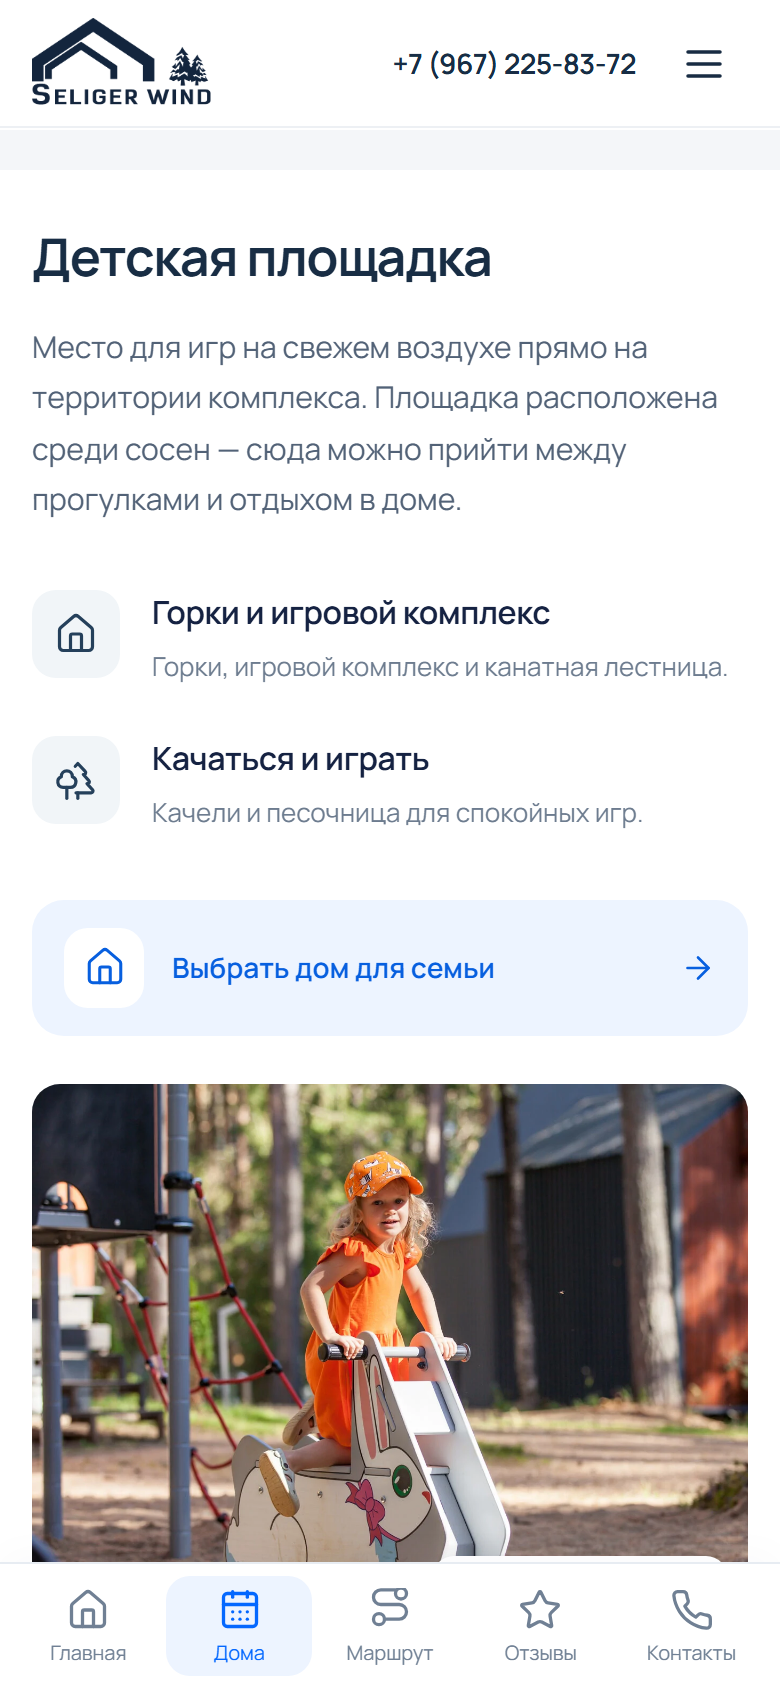 SELIGER WIND
+7 (967) 225-83-72
Детская площадка
Место для игр на свежем воздухе прямо на
территории комплекса. Площадка расположена
среди сосен — сюда можно прийти между
прогулками и отдыхом в доме.
Горки и игровой комплекс
Горки, игровой комплекс и канатная лестница.
Качаться и играть
Качели и песочница для спокойных игр.
Выбрать дом для семьи
Главная
Дома
Маршрут
Отзывы
Контакты